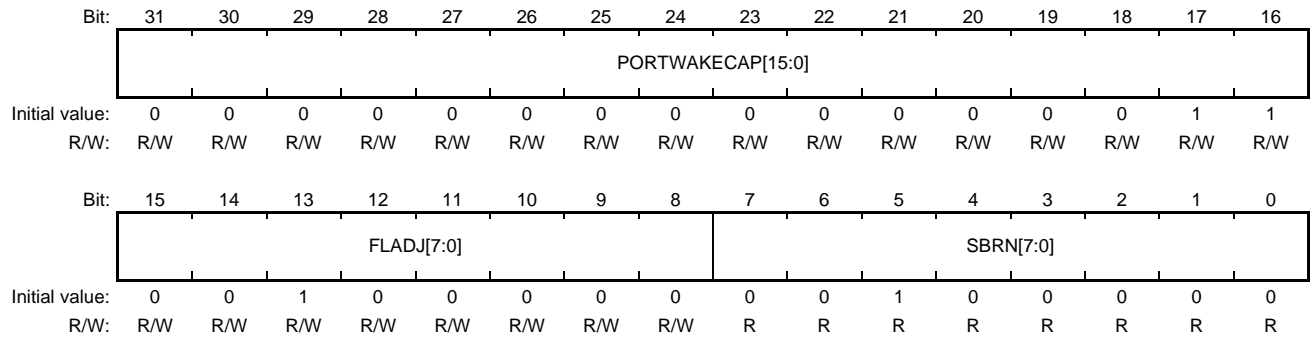 Bit: 31 30 29 28 27 26 25 24 23 22 21 20 19 18 17 16
PORTWAKECAP[15:0]
Initial value: 0 0 0 0 0 0 0 0 0 0 0 0 0 0 1 1
R/W: R/W R/W R/W R/W R/W R/W R/W R/W R/W R/W R/W R/W R/W R/W R/W R/W
Bit: 15 14 13 12 11 10 9 8 7 6 5 4 3 2 1 0
FLADJ[7:0] SBRN[7:0]
Initial value: 0 0 1 0 0 0 0 0 0 0 1 0 0 0 0 0
R/W: R/W R/W R/W R/W R/W R/W R/W R/W R R R R R R R R